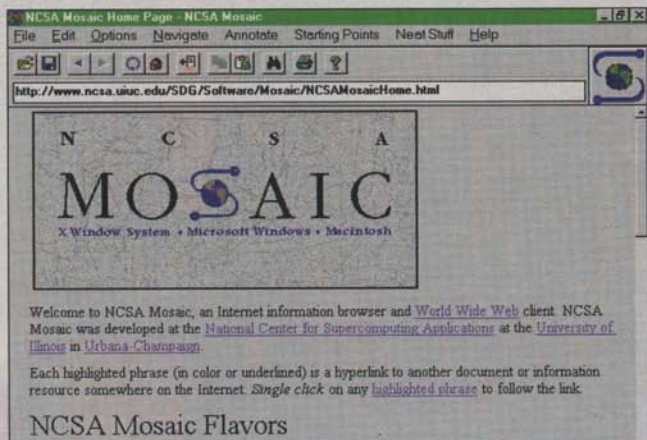 NCSA Mosaic Home Page - NCSA Mosaic
File Edit Options Navigate Annotate Starting Points Neat Stuff Help
http://www.ncsa.uiuc.edu/SDG/Software/Mosaic/NCSAMosaicHome.html
N C S A
MOSAIC
X Window System • Microsoft Windows • Macintosh
Welcome to NCSA Mosaic, an Internet information browser and World Wide Web client. NCSA
Mosaic was developed at the National Center for Supercomputing Applications at the University of
Illinois in Urbana-Champaign.
Each highlighted phrase (in color or underlined) is a hyperlink to another document or information
resource somewhere on the Internet. Single click on any highlighted phrase to follow the link.
NCSA Mosaic Flavors